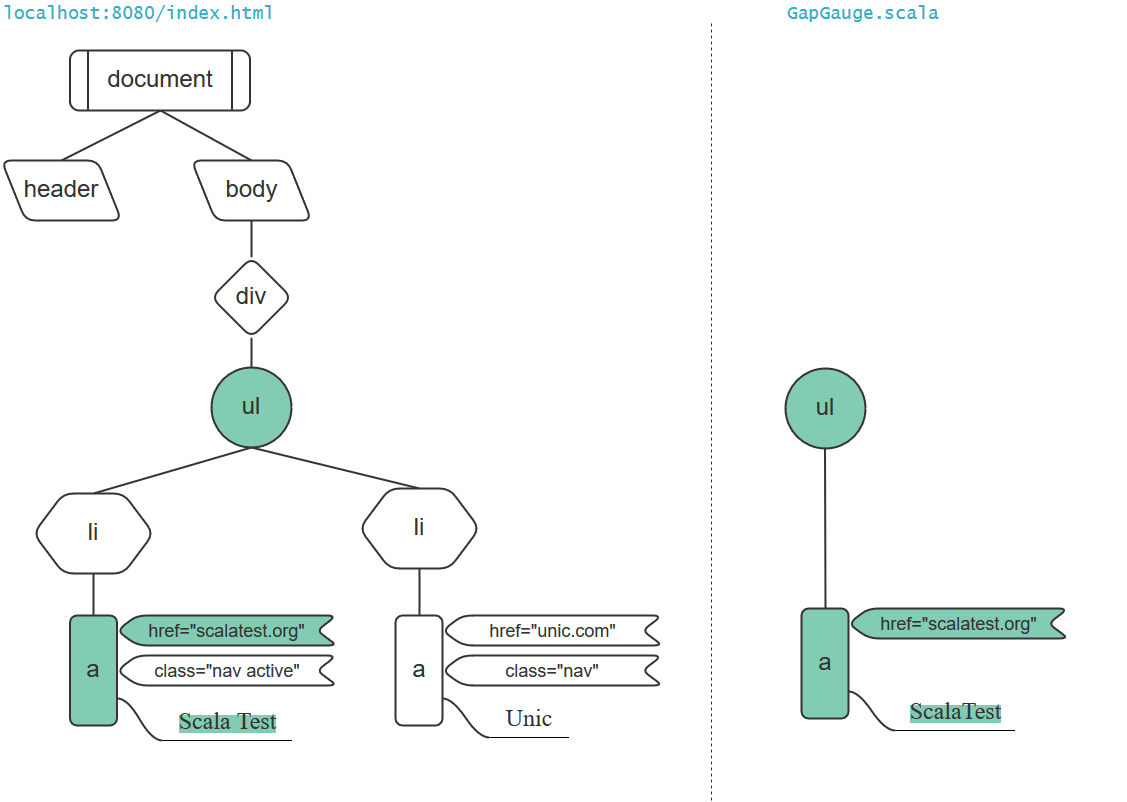 localhost:8080/index.html
GapGauge.scala
document
header
body
div
ul
ul
li
li
a
href="scalatest.org"
class="nav active"
Scala Test
a
href="unic.com"
class="nav"
Unic
a
href="scalatest.org"
ScalaTest